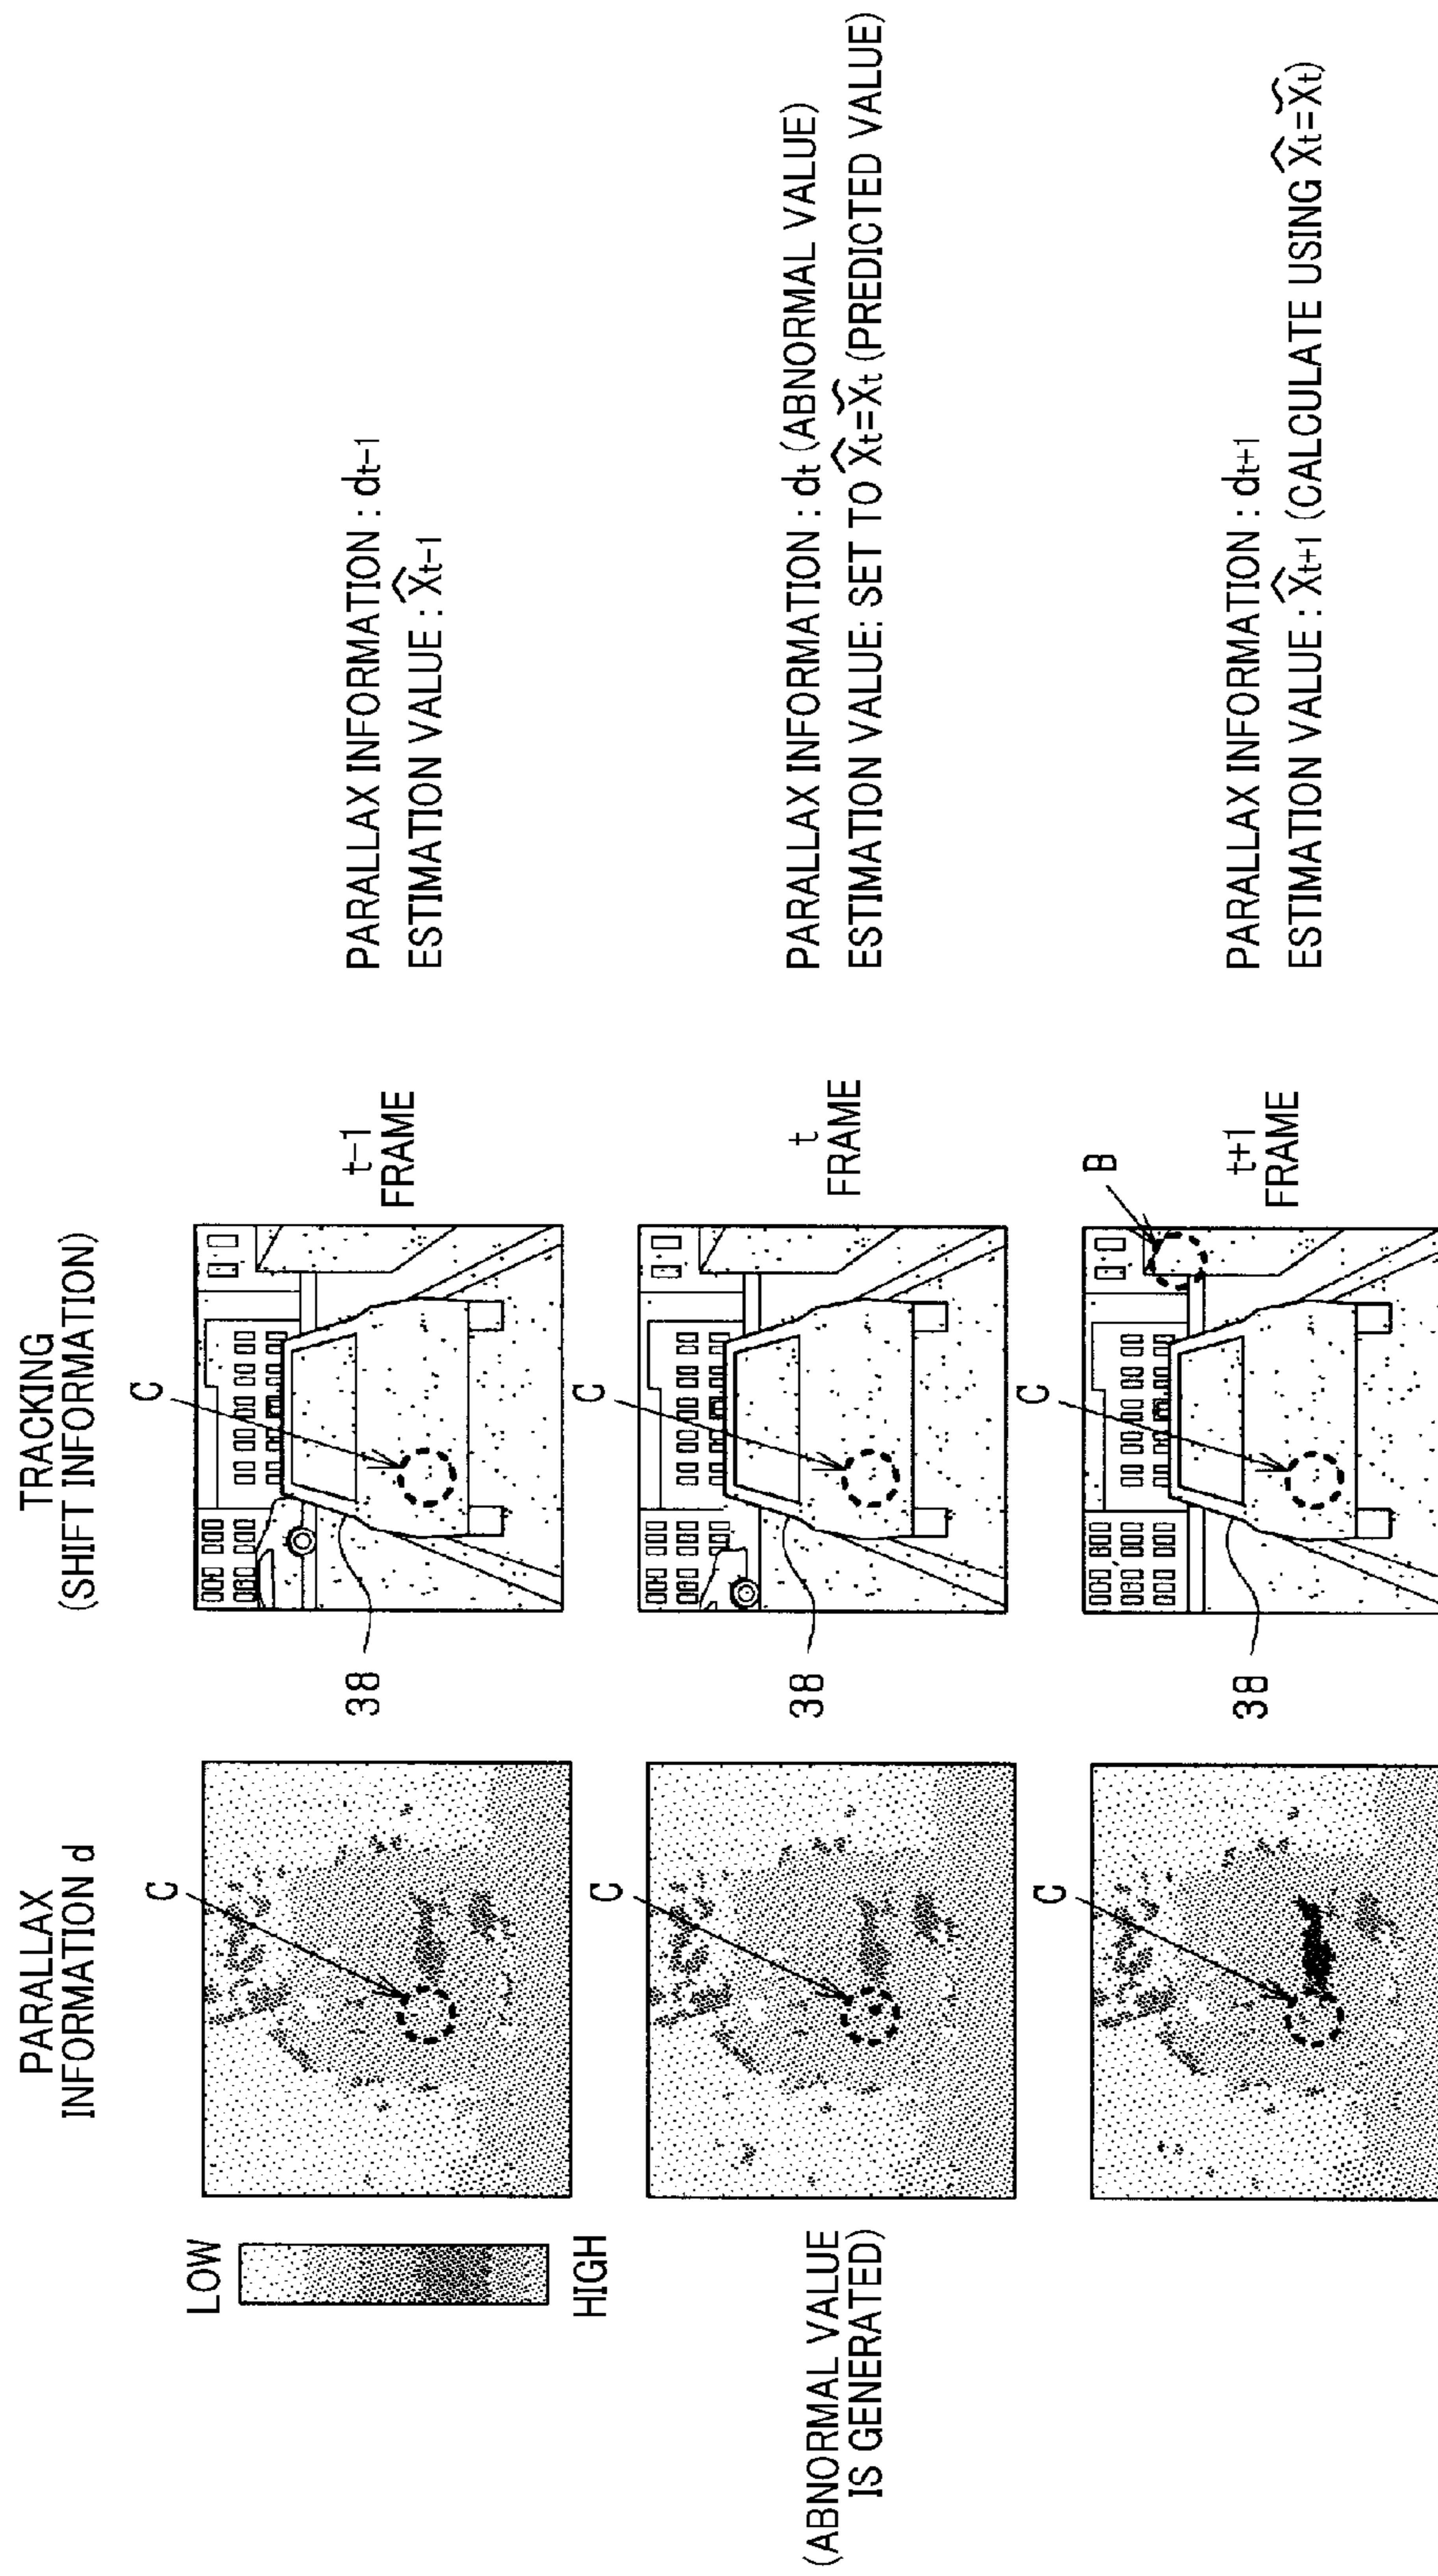 PARALLAX
INFORMATION d
TRACKING
(SHIFT INFORMATION)
LOW
HIGH
C
38
C
t-1
FRAME
PARALLAX INFORMATION : dt-1
ESTIMATION VALUE : X̂t-1
(ABNORMAL VALUE
IS GENERATED)
C
38
C
t
FRAME
PARALLAX INFORMATION : dt (ABNORMAL VALUE)
ESTIMATION VALUE: SET TO X̂t=X̃t (PREDICTED VALUE)
C
38
C
B
t+1
FRAME
PARALLAX INFORMATION : dt+1
ESTIMATION VALUE : X̂t+1 (CALCULATE USING X̂t=X̃t)